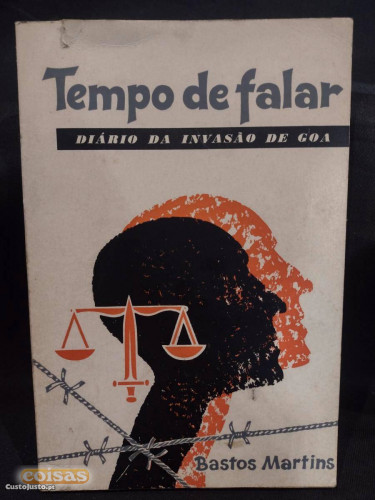 Tempo de falar
DIÁRIO DA INVASÃO DE GOA
Bastos Martins
coisas
CustoJusto.pt